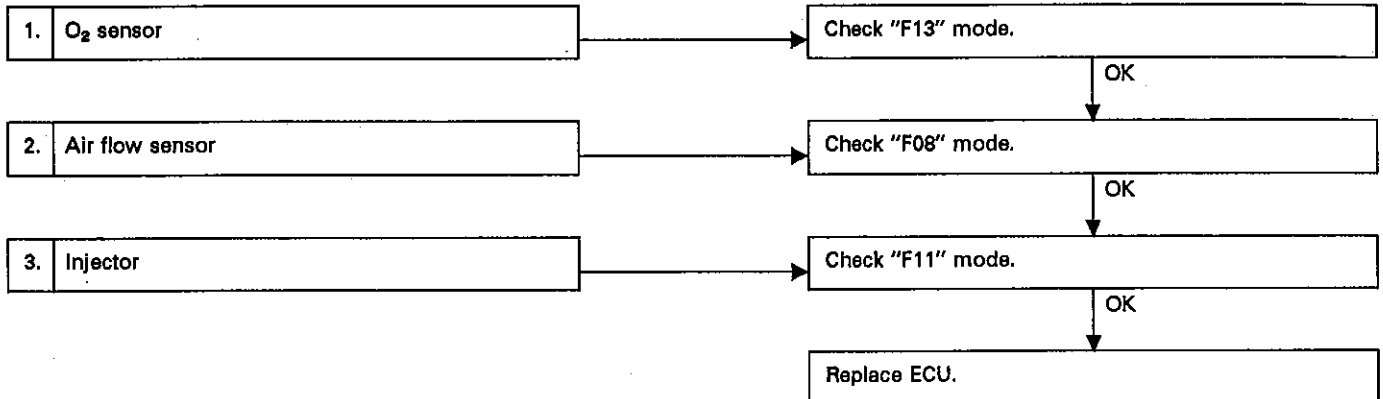 1. O₂ sensor
Check "F13" mode.
OK
2. Air flow sensor
Check "F08" mode.
OK
3. Injector
Check "F11" mode.
OK
Replace ECU.